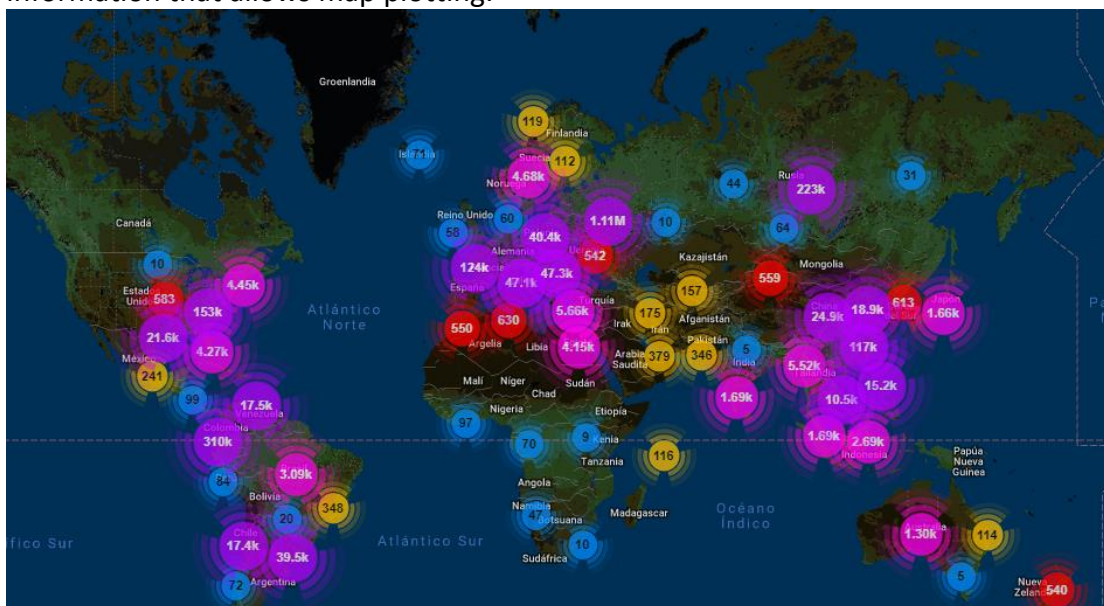 information that allows map plotting.
Groenlandia
119
Finlandia
Islandia
112
Suecia
4.68k
Noruega
44
Rusia
223k
31
Reino Unido
60
58
1.11M
10
64
Canadá
40.4k
Alemania
542
10
124k
47.3k
47.1k
España
Kazajistán
Mongolia
559
Estados
Unidos
583
4.45k
153k
Atlántico
Norte
157
613
1.66k
Japón
China
18.9k
24.9k
5.66k
Turquía
175
Irak
Irán
Afganistán
550
630
Argelia
Libia
21.6k
4.27k
4.15k
117k
México
241
Arabia
Saudita
379
346
Pakistán
5
India
5.52k
Tailandia
Malí
Níger
Chad
Sudán
99
17.5k
Venezuela
1.69k
15.2k
10.5k
97
Nigeria
Etiopía
310k
Colombia
70
9
Kenia
1.69k
2.69k
Indonesia
Tanzania
116
Papúa
Nueva
Guinea
3.09k
84
Bolivia
Angola
348
20
Namibia
47
Botsuana
Madagascar
Océano
Índico
Australia
1.30k
114
Chile
17.4k
39.5k
ífico Sur
Atlántico Sur
10
Sudáfrica
72
Argentina
5
Nueva
Zeland
540